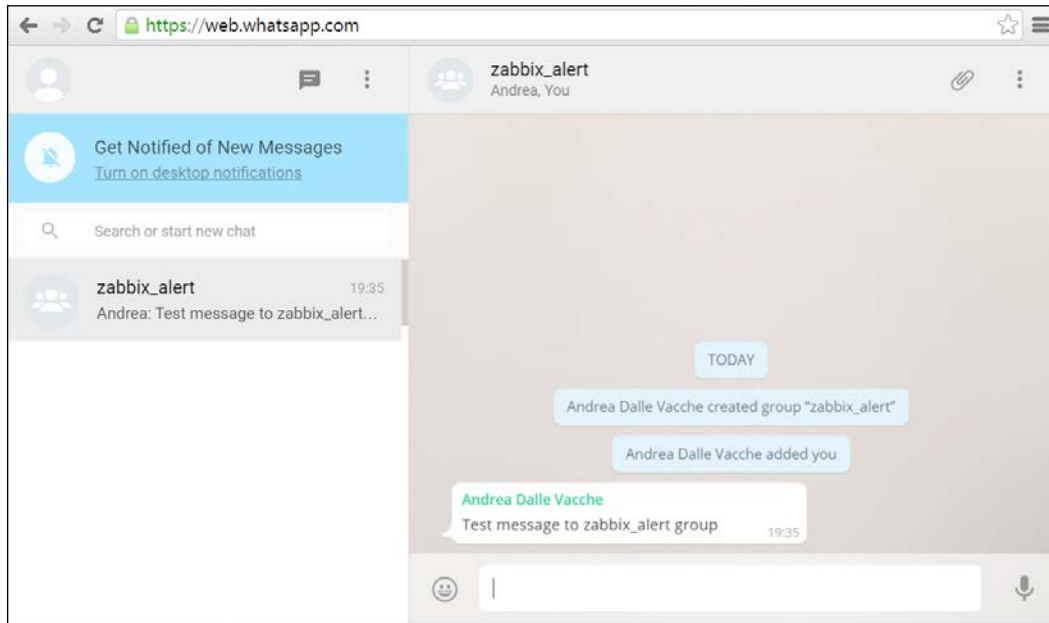 https://web.whatsapp.com
zabbix_alert
Andrea, You
Get Notified of New Messages
Turn on desktop notifications
Search or start new chat
zabbix_alert 19:35
Andrea: Test message to zabbix_alert...
TODAY
Andrea Dalle Vacche created group “zabbix_alert”
Andrea Dalle Vacche added you
Andrea Dalle Vacche
Test message to zabbix_alert group 19:35